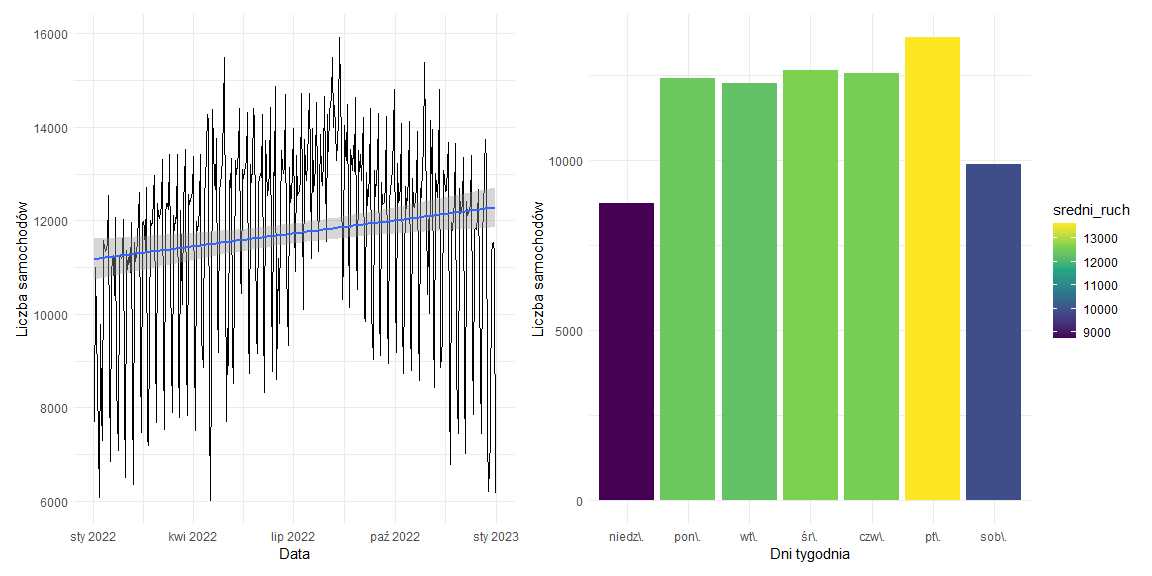 Liczba samochodów
16000
14000
12000
10000
8000
6000
sty 2022
kwi 2022
lip 2022
paź 2022
sty 2023
Data
Liczba samochodów
10000
5000
0
niedz\.
pon\.
wt\.
śr\.
czw\.
pt\.
sob\.
Dni tygodnia
sredni_ruch
13000
12000
11000
10000
9000